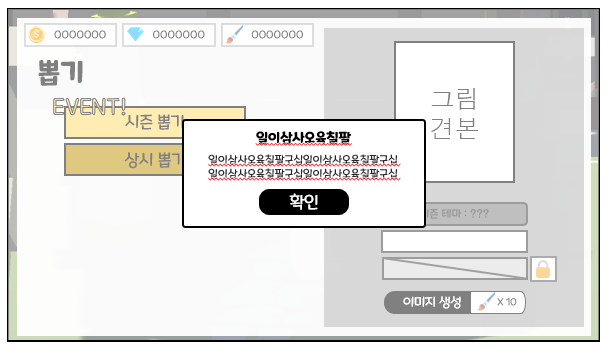 0000000 0000000 0000000
뽑기
EVENT!
시즌 뽑기
상시 뽑기
그림
견본
일이삼사오육칠팔
일이삼사오육칠팔구십일이삼사오육칠팔구십
일이삼사오육칠팔구십일이삼사오육칠팔구십
확인
즌 테마 : ???
이미지 생성 X 10